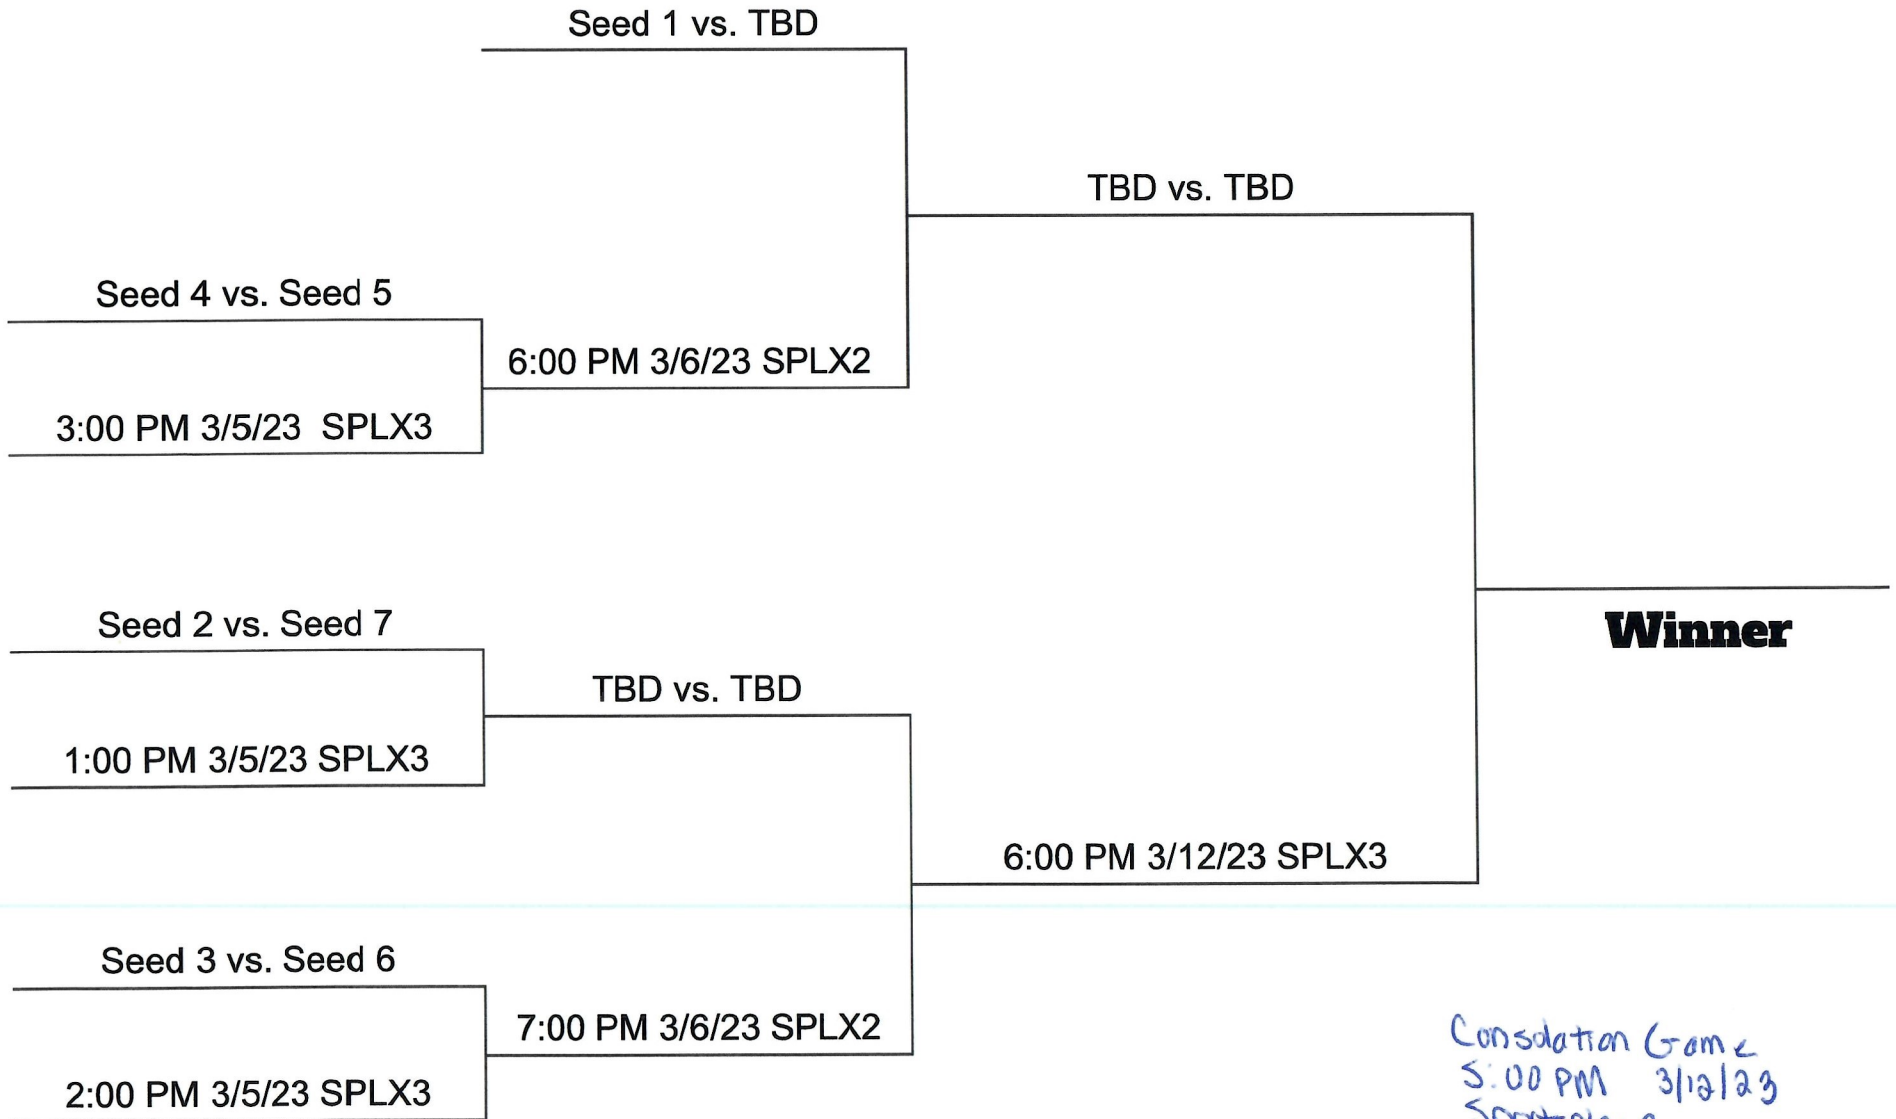 Seed 1 vs. TBD
TBD vs. TBD
Seed 4 vs. Seed 5
6:00 PM 3/6/23 SPLX2
3:00 PM 3/5/23 SPLX3
Seed 2 vs. Seed 7
Winner
TBD vs. TBD
1:00 PM 3/5/23 SPLX3
6:00 PM 3/12/23 SPLX3
Seed 3 vs. Seed 6
7:00 PM 3/6/23 SPLX2
2:00 PM 3/5/23 SPLX3
Consolation Game
5:00 PM 3/12/23